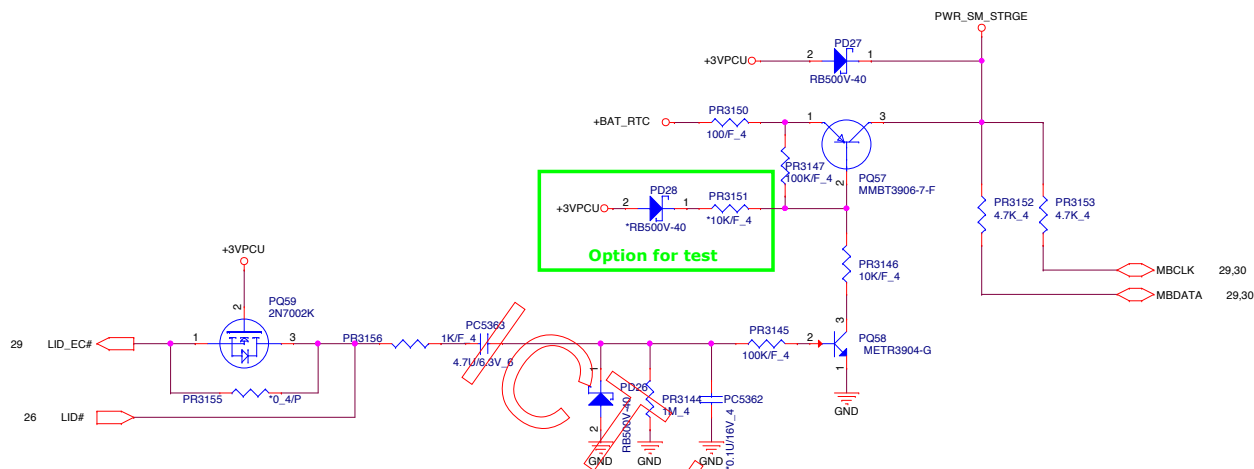 PWR_SM_STRGE
PD27
+3VPCU 2 1
RB500V-40
PR3150
+BAT_RTC 1 3
100/F_4
PR3147
100K/F_4
PQ57
2
MMBT3906-7-F
PD28
PR3151
+3VPCU 2 1
*RB500V-40
*10K/F_4
Option for test
PR3152
4.7K_4
PR3153
4.7K_4
PR3146
10K/F_4
MBCLK 29,30
MBDATA 29,30
+3VPCU
2
PQ59
2N7002K
29 LID_EC# 1 3
PR3156
1K/F_4
PC5363
4.7U/6.3V_6
PR3145
100K/F_4
3
2
PQ58
METR3904-G
1
GND
PR3155
*0_4/P
26 LID#
1
PD26
2
RB500V-40
PR3144
1M_4
PC5362
*0.1U/16V_4
GND
GND
GND